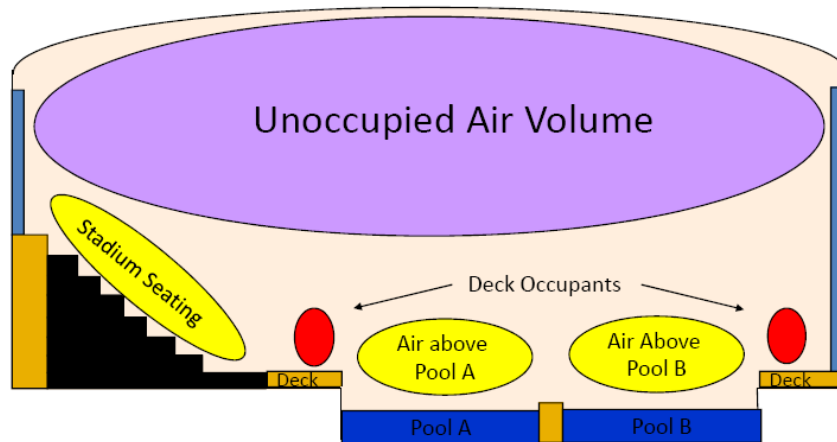 Unoccupied Air Volume
Stadium Seating
Deck Occupants
Air above
Pool A
Air Above
Pool B
Deck
Deck
Pool A
Pool B